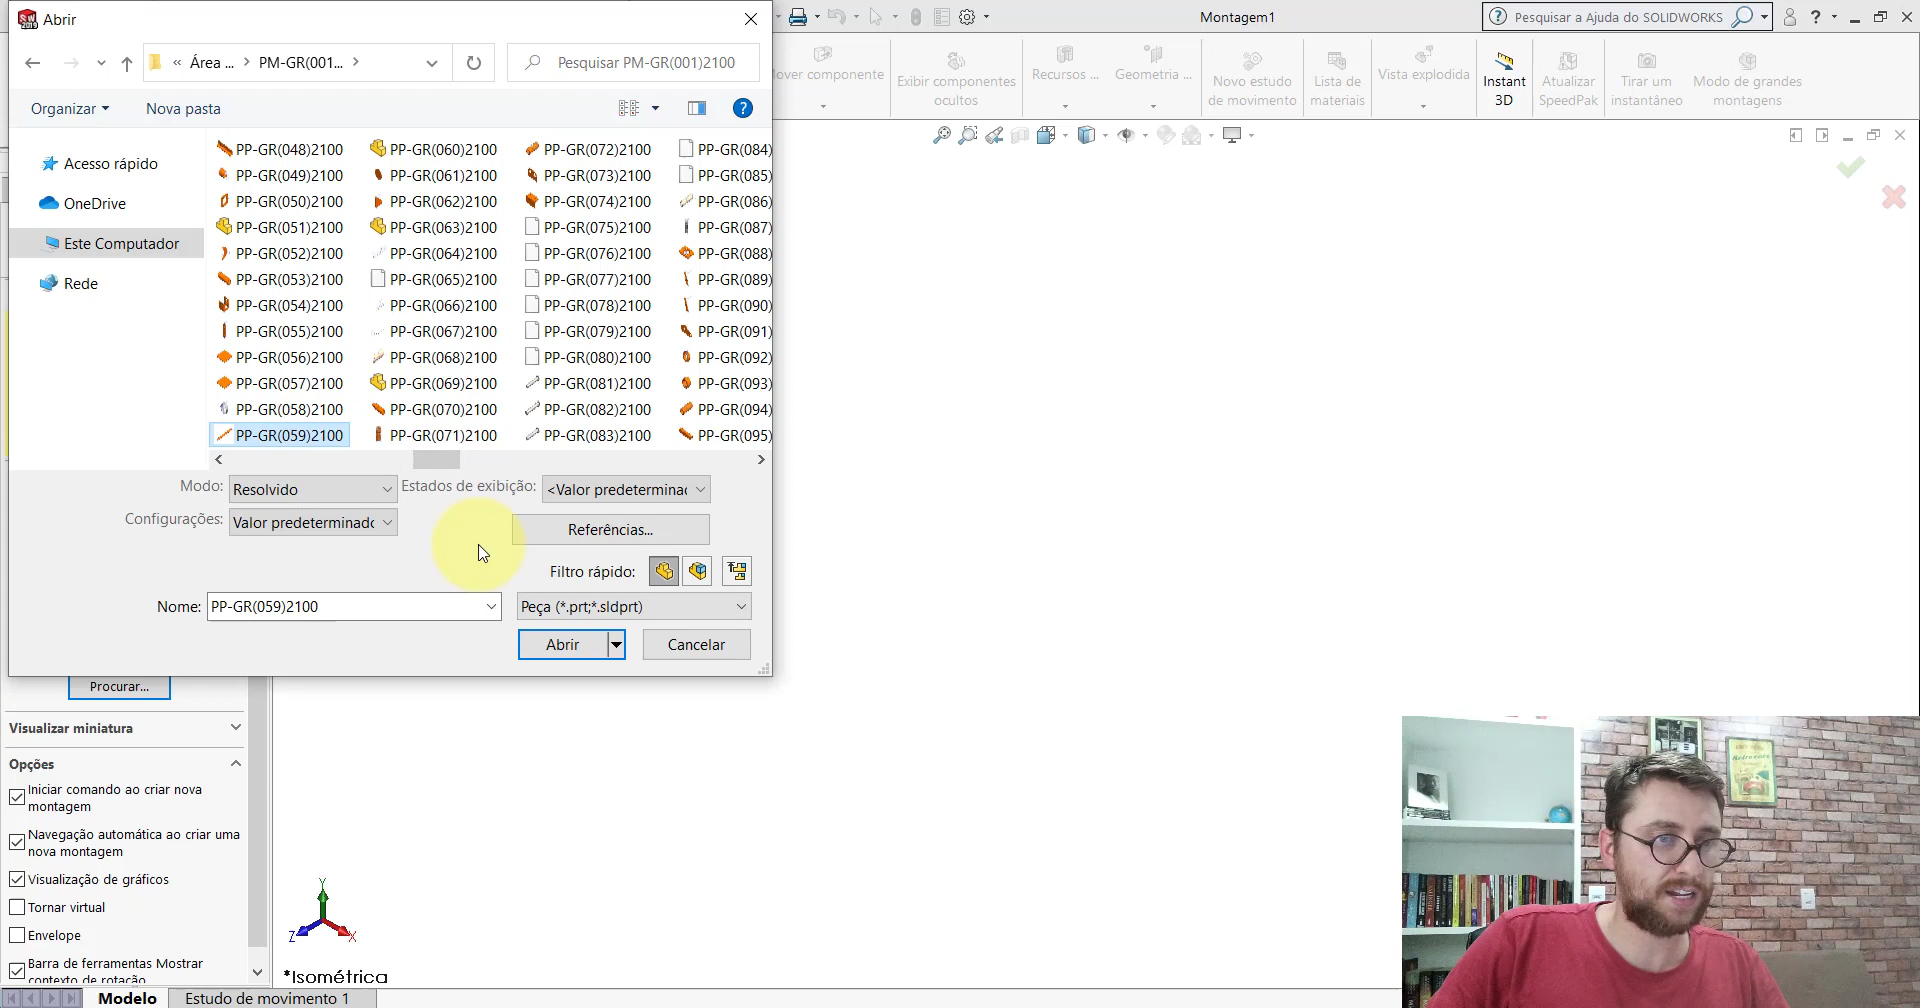 Abrir
Montagem1
Pesquisar a Ajuda do SOLIDWORKS
« Área ... > PM-GR(001... >
Pesquisar PM-GR(001)2100
Mover componente
Exibir componentes
ocultos
Recursos ...
Geometria ...
Novo estudo
de movimento
Lista de
materiais
Vista explodida
Instant
3D
Atualizar
SpeedPak
Tirar um
instantâneo
Modo de grandes
montagens
Organizar
Nova pasta
Acesso rápido
OneDrive
Este Computador
Rede
PP-GR(048)2100 PP-GR(060)2100 PP-GR(072)2100 PP-GR(084)
PP-GR(049)2100 PP-GR(061)2100 PP-GR(073)2100 PP-GR(085)
PP-GR(050)2100 PP-GR(062)2100 PP-GR(074)2100 PP-GR(086)
PP-GR(051)2100 PP-GR(063)2100 PP-GR(075)2100 PP-GR(087)
PP-GR(052)2100 PP-GR(064)2100 PP-GR(076)2100 PP-GR(088)
PP-GR(053)2100 PP-GR(065)2100 PP-GR(077)2100 PP-GR(089)
PP-GR(054)2100 PP-GR(066)2100 PP-GR(078)2100 PP-GR(090)
PP-GR(055)2100 PP-GR(067)2100 PP-GR(079)2100 PP-GR(091)
PP-GR(056)2100 PP-GR(068)2100 PP-GR(080)2100 PP-GR(092)
PP-GR(057)2100 PP-GR(069)2100 PP-GR(081)2100 PP-GR(093)
PP-GR(058)2100 PP-GR(070)2100 PP-GR(082)2100 PP-GR(094)
PP-GR(059)2100 PP-GR(071)2100 PP-GR(083)2100 PP-GR(095)
Modo: Resolvido
Estados de exibição: <Valor predeterminac
Configurações: Valor predeterminadc
Referências...
Filtro rápido:
Nome: PP-GR(059)2100
Peça (*.prt;*.sldprt)
Abrir
Cancelar
Procurar...
Visualizar miniatura
Opções
Iniciar comando ao criar nova
montagem
Navegação automática ao criar uma
nova montagem
Visualização de gráficos
Tornar virtual
Envelope
Barra de ferramentas Mostrar
contexto de rotação
Y
Z
X
*Isométrica
Modelo
Estudo de movimento 1